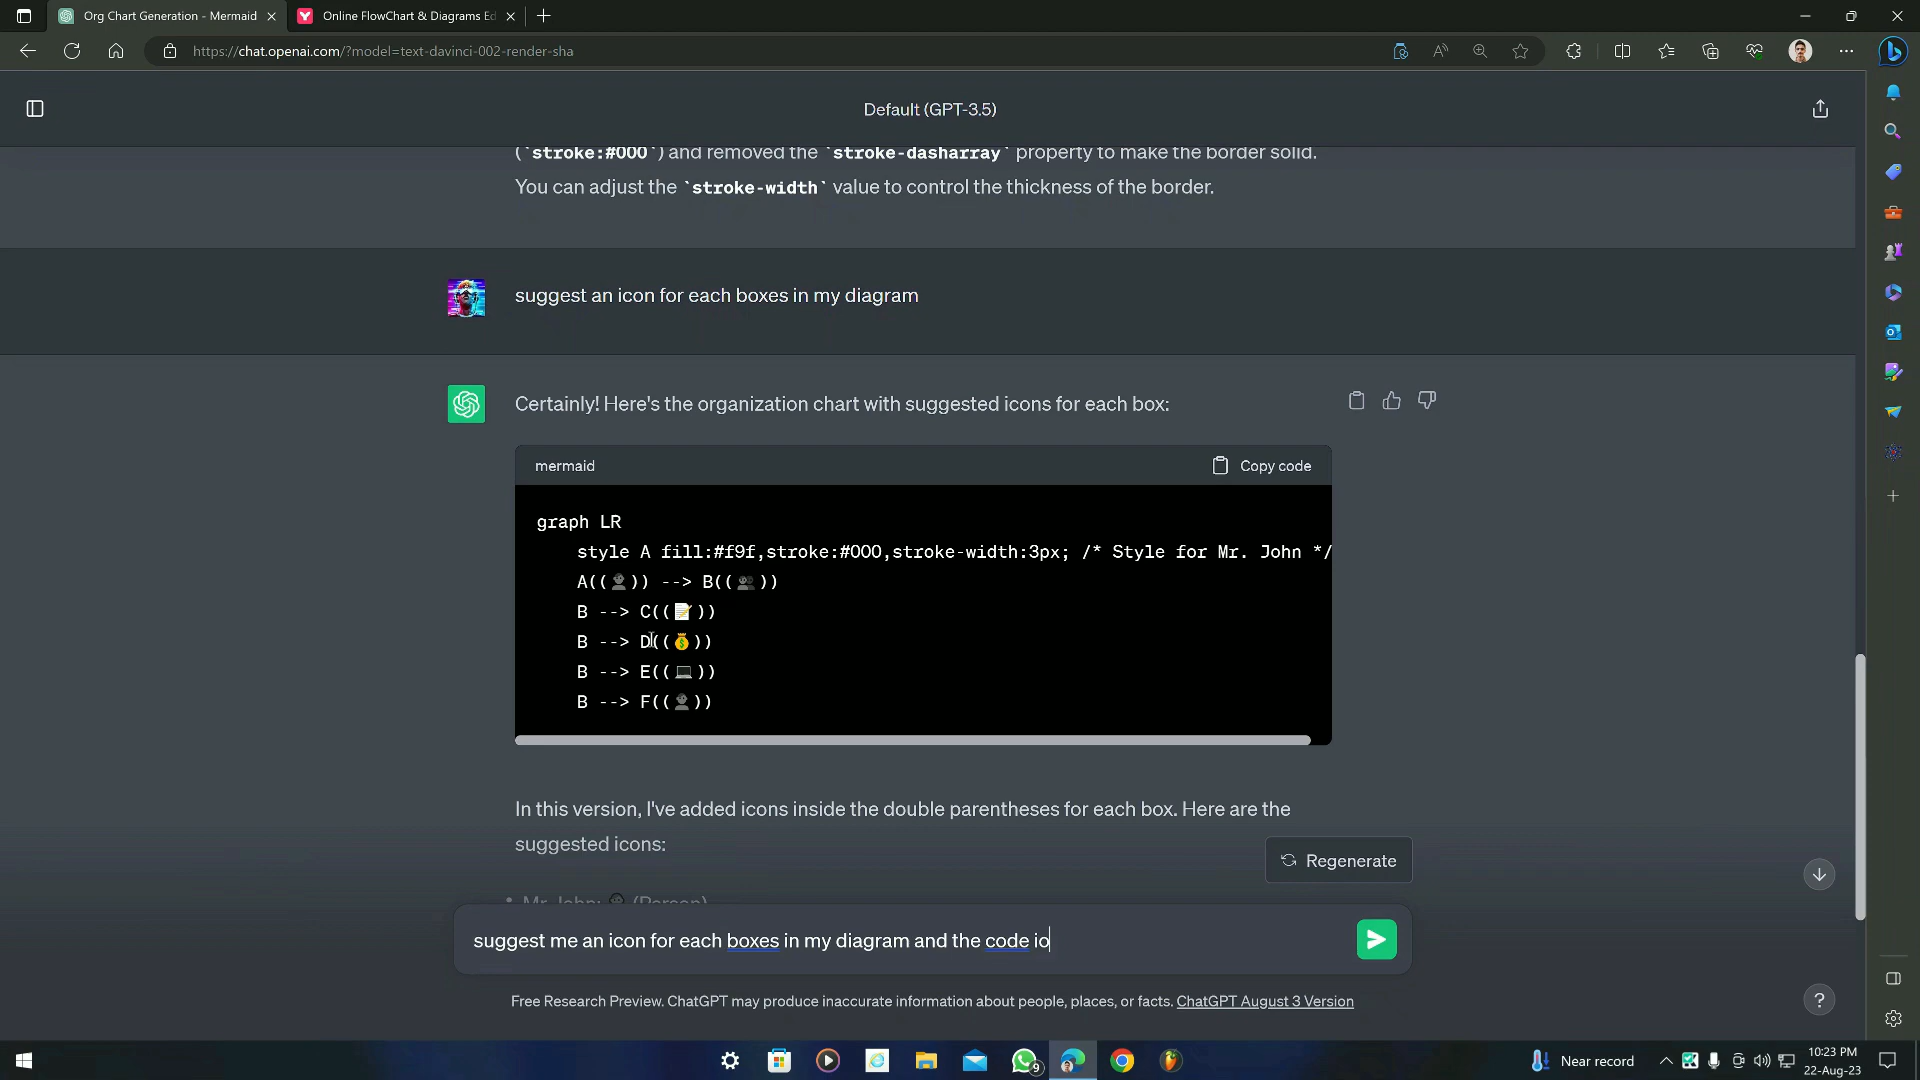 Org Chart Generation - Mermaid
Online FlowChart & Diagrams Ed
https://chat.openai.com/?model=text-davinci-002-render-sha
Default (GPT-3.5)
(`stroke:#000`) and removed the `stroke-dasharray` property to make the border solid.
You can adjust the `stroke-width` value to control the thickness of the border.
suggest an icon for each boxes in my diagram
Certainly! Here's the organization chart with suggested icons for each box:
mermaid
Copy code
graph LR
style A fill:#f9f,stroke:#000,stroke-width:3px; /* Style for Mr. John */
A((👤)) --> B((👥))
B --> C((📝))
B --> D((💰))
B --> E((💻))
B --> F((👤))
In this version, I've added icons inside the double parentheses for each box. Here are the
suggested icons:
Regenerate
• Mr. John: 👤 (Person)
suggest me an icon for each boxes in my diagram and the code io
Free Research Preview. ChatGPT may produce inaccurate information about people, places, or facts. ChatGPT August 3 Version
?
9
Near record
10:23 PM
22-Aug-23